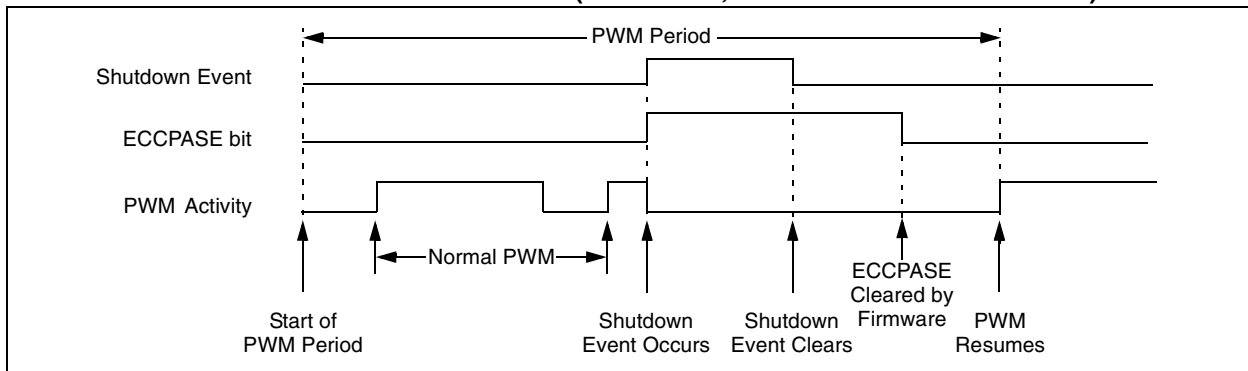 PWM Period
Shutdown Event
ECCPASE bit
PWM Activity
Normal PWM
Start of
PWM Period
Shutdown
Event Occurs
Shutdown
Event Clears
ECCPASE
Cleared by
Firmware
PWM
Resumes